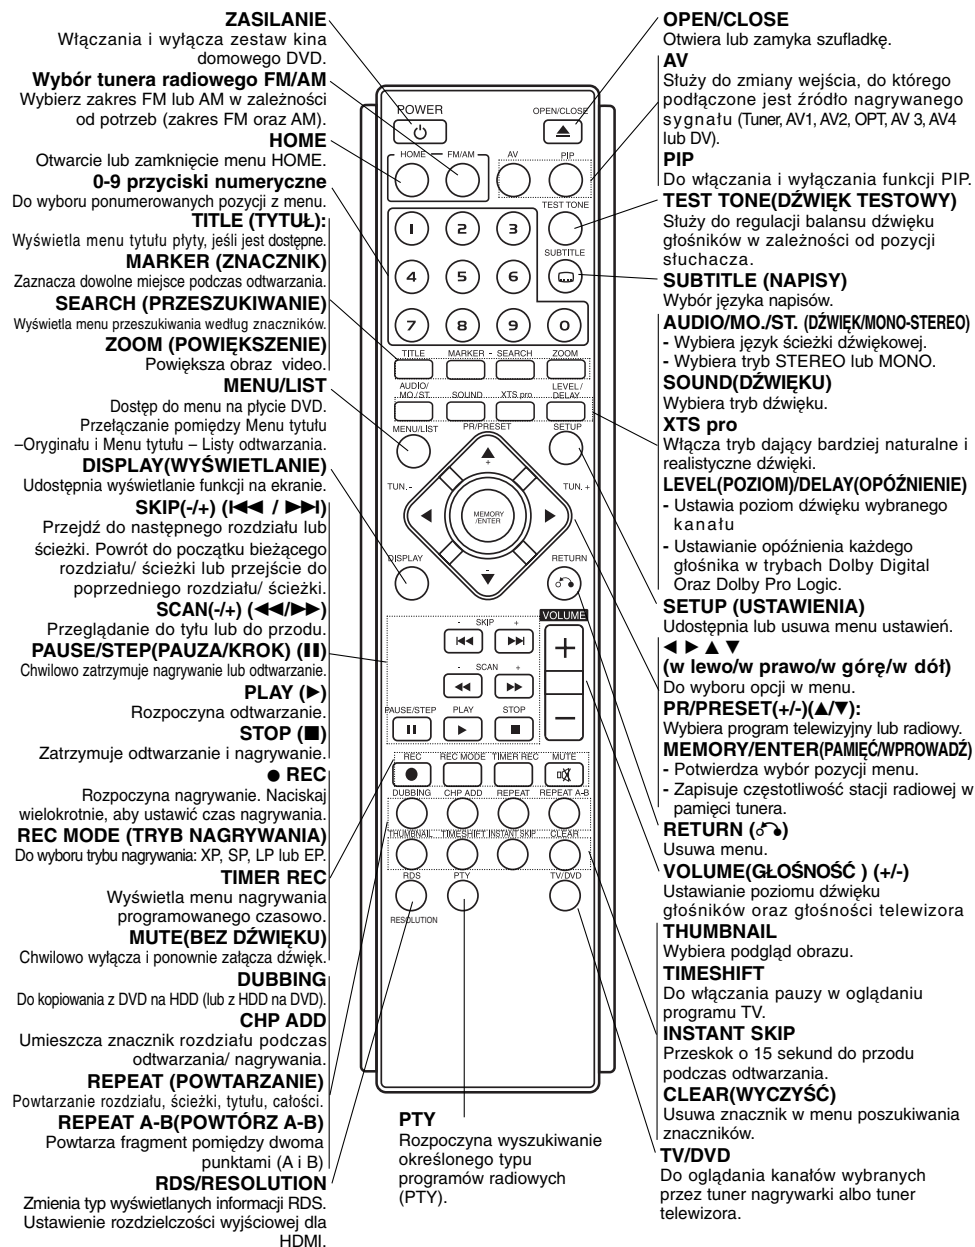 ZASILANIE
Włączania i wyłącza zestaw kina
domowego DVD.
Wybór tunera radiowego FM/AM
Wybierz zakres FM lub AM w zależności
od potrzeb (zakres FM oraz AM).
HOME
Otwarcie lub zamknięcie menu HOME.
0-9 przyciski numeryczne
Do wyboru ponumerowanych pozycji z menu.
TITLE (TYTUŁ):
Wyświetla menu tytułu płyty, jeśli jest dostępne.
MARKER (ZNACZNIK)
Zaznacza dowolne miejsce podczas odtwarzania.
SEARCH (PRZESZUKIWANIE)
Wyświetla menu przeszukiwania według znaczników.
ZOOM (POWIĘKSZENIE)
Powiększa obraz video.
MENU/LIST
Dostęp do menu na płycie DVD.
Przełączanie pomiędzy Menu tytułu
–Oryginału i Menu tytułu – Listy odtwarzania.
DISPLAY(WYŚWIETLANIE)
Udostępnia wyświetlanie funkcji na ekranie.
SKIP(-/+) (I◀◀ / ▶▶I)
Przejdź do następnego rozdziału lub
ścieżki. Powrót do początku bieżącego
rozdziału/ ścieżki lub przejście do
poprzedniego rozdziału/ ścieżki.
SCAN(-/+) (◀◀/▶▶)
Przeglądanie do tyłu lub do przodu.
PAUSE/STEP(PAUZA/KROK) (II)
Chwilowo zatrzymuje nagrywanie lub odtwarzanie.
PLAY (▶)
Rozpoczyna odtwarzanie.
STOP (■)
Zatrzymuje odtwarzanie i nagrywanie.
● REC
Rozpoczyna nagrywanie. Naciskaj
wielokrotnie, aby ustawić czas nagrywania.
REC MODE (TRYB NAGRYWANIA)
Do wyboru trybu nagrywania: XP, SP, LP lub EP.
TIMER REC
Wyświetla menu nagrywania
programowanego czasowo.
MUTE(BEZ DŹWIĘKU)
Chwilowo wyłącza i ponownie załącza dźwięk.
DUBBING
Do kopiowania z DVD na HDD (lub z HDD na DVD).
CHP ADD
Umieszcza znacznik rozdziału podczas
odtwarzania/ nagrywania.
REPEAT (POWTARZANIE)
Powtarzanie rozdziału, ścieżki, tytułu, całości.
REPEAT A-B(POWTÓRZ A-B)
Powtarza fragment pomiędzy dwoma
punktami (A i B)
RDS/RESOLUTION
Zmienia typ wyświetlanych informacji RDS.
Ustawienie rozdzielczości wyjściowej dla
HDMI.
POWER
OPEN/CLOSE
HOME
FM/AM
AV
PIP
TEST TONE
SUBTITLE
1 2 3
4 5 6
7 8 9 0
TITLE MARKER - SEARCH ZOOM
AUDIO/
MO./ST. SOUND XTS pro LEVEL/
DELAY
MENU/LIST PR/PRESET SETUP
+
TUN. - TUN. +
MEMORY
/ENTER
-
DISPLAY RETURN
VOLUME
- SKIP +
+
- SCAN +
-
PAUSE/STEP PLAY STOP
REC REC MODE TIMER REC MUTE
DUBBING CHP ADD REPEAT REPEAT A-B
THUMBNAIL TIMESHIFT INSTANT SKIP CLEAR
RDS PTY TV/DVD
RESOLUTION
PTY
Rozpoczyna wyszukiwanie
określonego typu
programów radiowych
(PTY).
OPEN/CLOSE
Otwiera lub zamyka szufladkę.
AV
Służy do zmiany wejścia, do którego
podłączone jest źródło nagrywanego
sygnału (Tuner, AV1, AV2, OPT, AV 3, AV4
lub DV).
PIP
Do włączania i wyłączania funkcji PIP.
TEST TONE(DŹWIĘK TESTOWY)
Służy do regulacji balansu dźwięku
głośników w zależności od pozycji
słuchacza.
SUBTITLE (NAPISY)
Wybór języka napisów.
AUDIO/MO./ST. (DŹWIĘK/MONO-STEREO)
- Wybiera język ścieżki dźwiękowej.
- Wybiera tryb STEREO lub MONO.
SOUND(DŹWIĘKU)
Wybiera tryb dźwięku.
XTS pro
Włącza tryb dający bardziej naturalne i
realistyczne dźwięki.
LEVEL(POZIOM)/DELAY(OPÓŹNIENIE)
- Ustawia poziom dźwięku wybranego
kanału
- Ustawianie opóźnienia każdego
głośnika w trybach Dolby Digital
Oraz Dolby Pro Logic.
SETUP (USTAWIENIA)
Udostępnia lub usuwa menu ustawień.
◀ ▶ ▲ ▼
(w lewo/w prawo/w górę/w dół)
Do wyboru opcji w menu.
PR/PRESET(+/-)(▲/▼):
Wybiera program telewizyjny lub radiowy.
MEMORY/ENTER(PAMIĘĆ/WPROWADŹ)
- Potwierdza wybór pozycji menu.
- Zapisuje częstotliwość stacji radiowej w
pamięci tunera.
RETURN ()
Usuwa menu.
VOLUME(GŁOŚNOŚĆ ) (+/-)
Ustawianie poziomu dźwięku
głośników oraz głośności telewizora
THUMBNAIL
Wybiera podgląd obrazu.
TIMESHIFT
Do włączania pauzy w oglądaniu
programu TV.
INSTANT SKIP
Przeskok o 15 sekund do przodu
podczas odtwarzania.
CLEAR(WYCZYŚĆ)
Usuwa znacznik w menu poszukiwania
znaczników.
TV/DVD
Do oglądania kanałów wybranych
przez tuner nagrywarki albo tuner
telewizora.